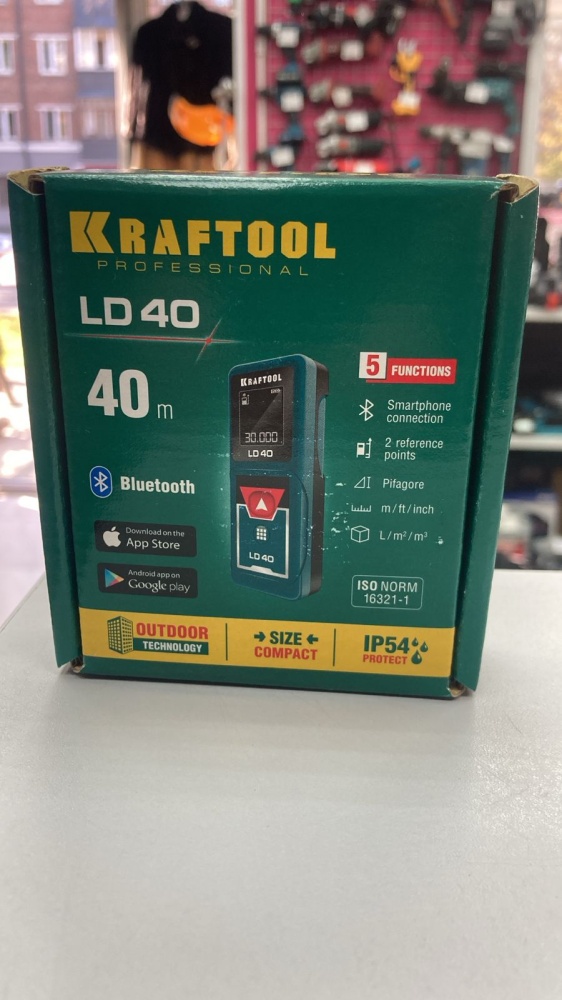 KRAFTOOL
PROFESSIONAL
LD 40
40 m
5 FUNCTIONS
Smartphone
connection
2 reference
points
Pifagore
m/ft/inch
L/m²/m³
KRAFTOOL
30.000
LD 40
LD 40
Bluetooth
Download on the
App Store
Android app on
Google play
ISO NORM
16321-1
OUTDOOR
TECHNOLOGY
SIZE
COMPACT
IP54
PROTECT